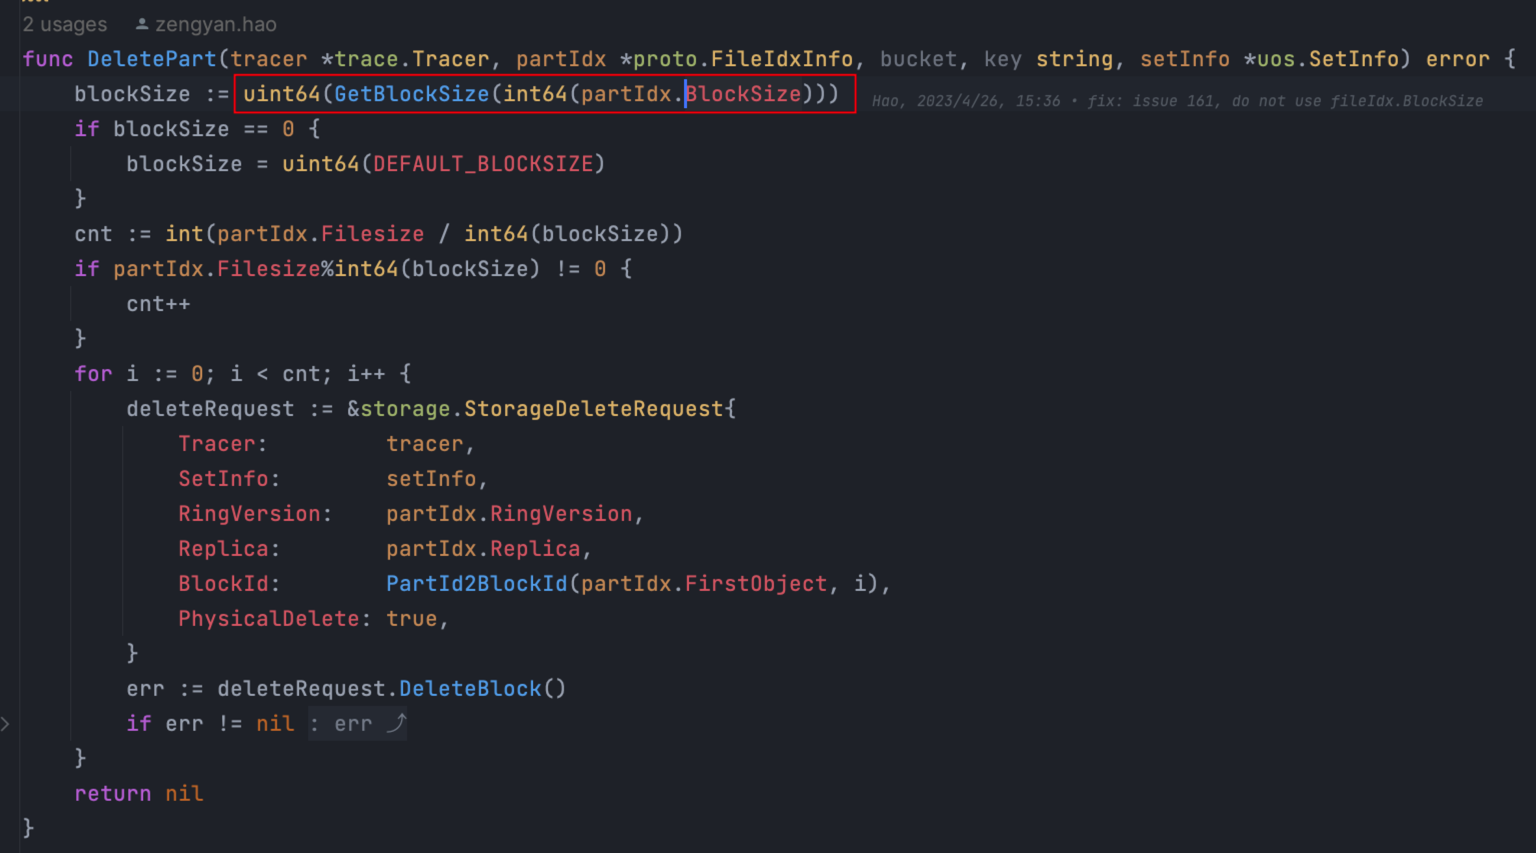 2 usages zengyan.hao
func DeletePart(tracer *trace.Tracer, partIdx *proto.FileIdxInfo, bucket, key string, setInfo *uos.SetInfo) error {
blockSize := uint64(GetBlockSize(int64(partIdx.BlockSize))) Hao, 2023/4/26, 15:36 • fix: issue 161, do not use fileIdx.BlockSize
if blockSize == 0 {
blockSize = uint64(DEFAULT_BLOCKSIZE)
}
cnt := int(partIdx.Filesize / int64(blockSize))
if partIdx.Filesize%int64(blockSize) != 0 {
cnt++
}
for i := 0; i < cnt; i++ {
deleteRequest := &storage.StorageDeleteRequest{
Tracer: tracer,
SetInfo: setInfo,
RingVersion: partIdx.RingVersion,
Replica: partIdx.Replica,
BlockId: PartId2BlockId(partIdx.FirstObject, i),
PhysicalDelete: true,
}
err := deleteRequest.DeleteBlock()
if err != nil : err ⤴
}
return nil
}